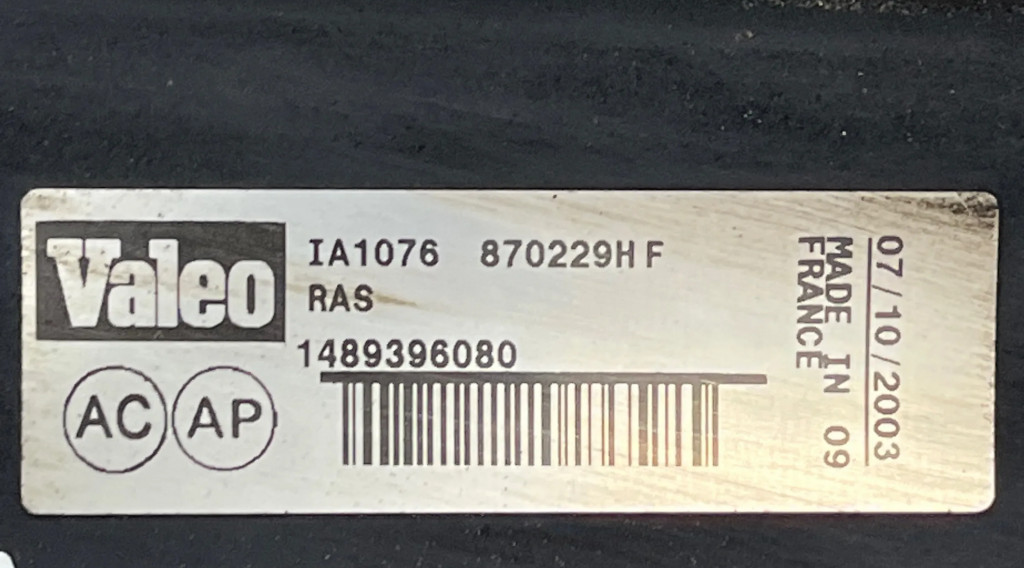 Valeo
IA1076 870229H F
RAS
1489396080
AC AP
07/10/2003
MADE IN 09
FRANCE